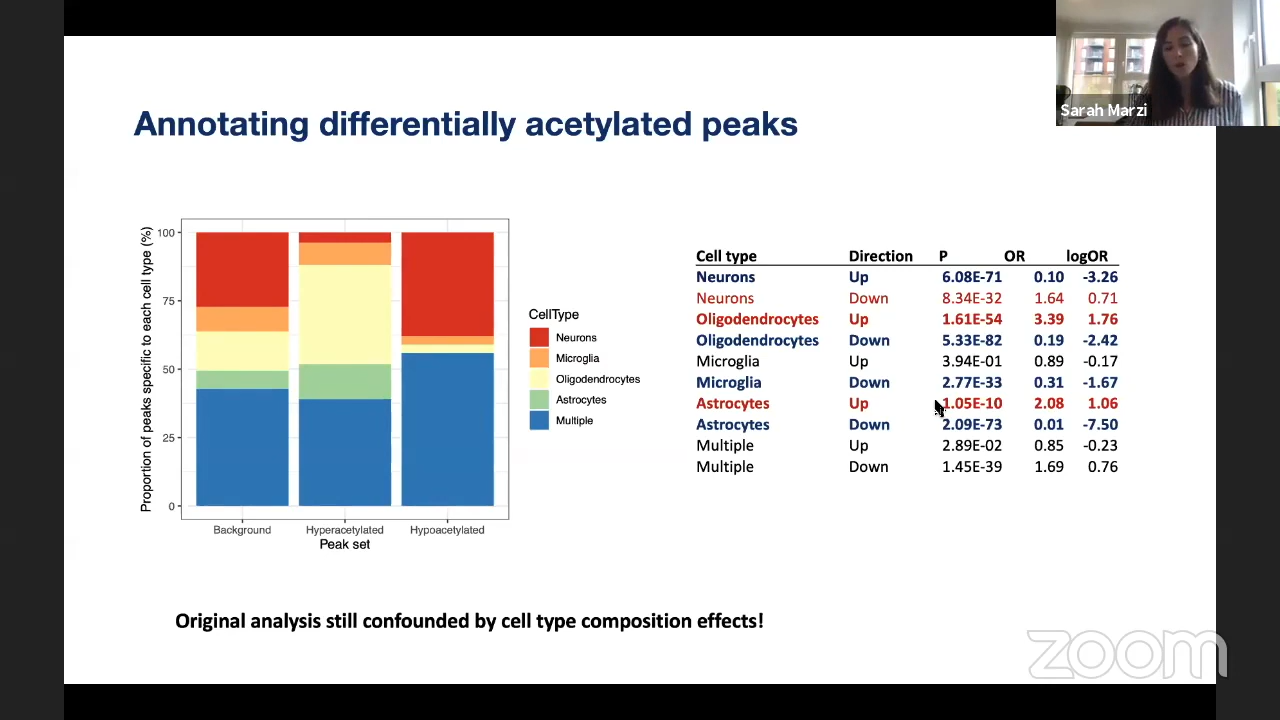 Sarah Marzi
Annotating differentially acetylated peaks
Proportion of peaks specific to each cell type (%)
100
75
50
25
0
Background Hyperacetylated Hypoacetylated
Peak set
CellType
Neurons
Microglia
Oligodendrocytes
Astrocytes
Multiple
Cell type Direction P OR logOR
Neurons Up 6.08E-71 0.10 -3.26
Neurons Down 8.34E-32 1.64 0.71
Oligodendrocytes Up 1.61E-54 3.39 1.76
Oligodendrocytes Down 5.33E-82 0.19 -2.42
Microglia Up 3.94E-01 0.89 -0.17
Microglia Down 2.77E-33 0.31 -1.67
Astrocytes Up 1.05E-10 2.08 1.06
Astrocytes Down 2.09E-73 0.01 -7.50
Multiple Up 2.89E-02 0.85 -0.23
Multiple Down 1.45E-39 1.69 0.76
Original analysis still confounded by cell type composition effects!
zoom